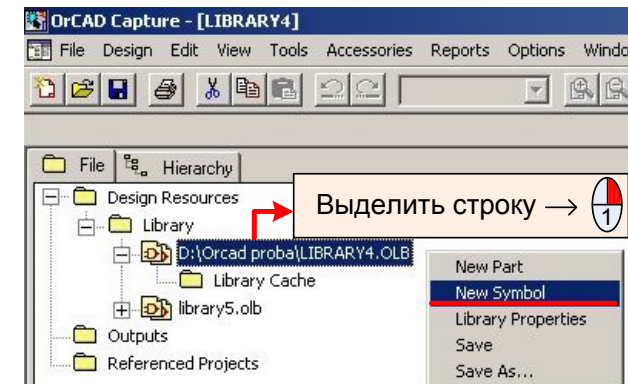 OrCAD Capture - [LIBRARY4]
File Design Edit View Tools Accessories Reports Options Windo
File Hierarchy
Design Resources
Library
Выделить строку → 1
D:\Orcad proba\LIBRARY4.OLB
Library Cache
library5.olb
Outputs
Referenced Projects
New Part
New Symbol
Library Properties
Save
Save As...